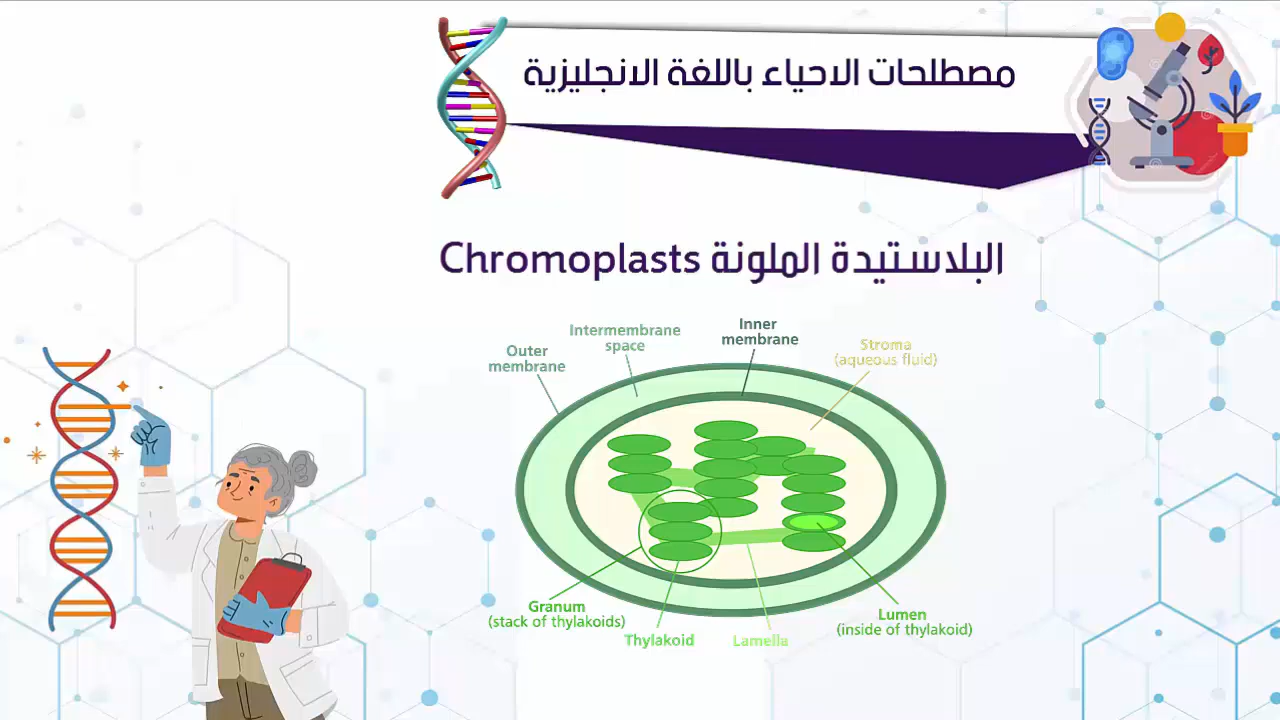 مصطلحات الاحياء باللغة الانجليزية
البلاستيدة الملونة Chromoplasts
Outer
membrane
Intermembrane
space
Inner
membrane
Stroma
(aqueous fluid)
Granum
(stack of thylakoids)
Thylakoid
Lamella
Lumen
(inside of thylakoid)